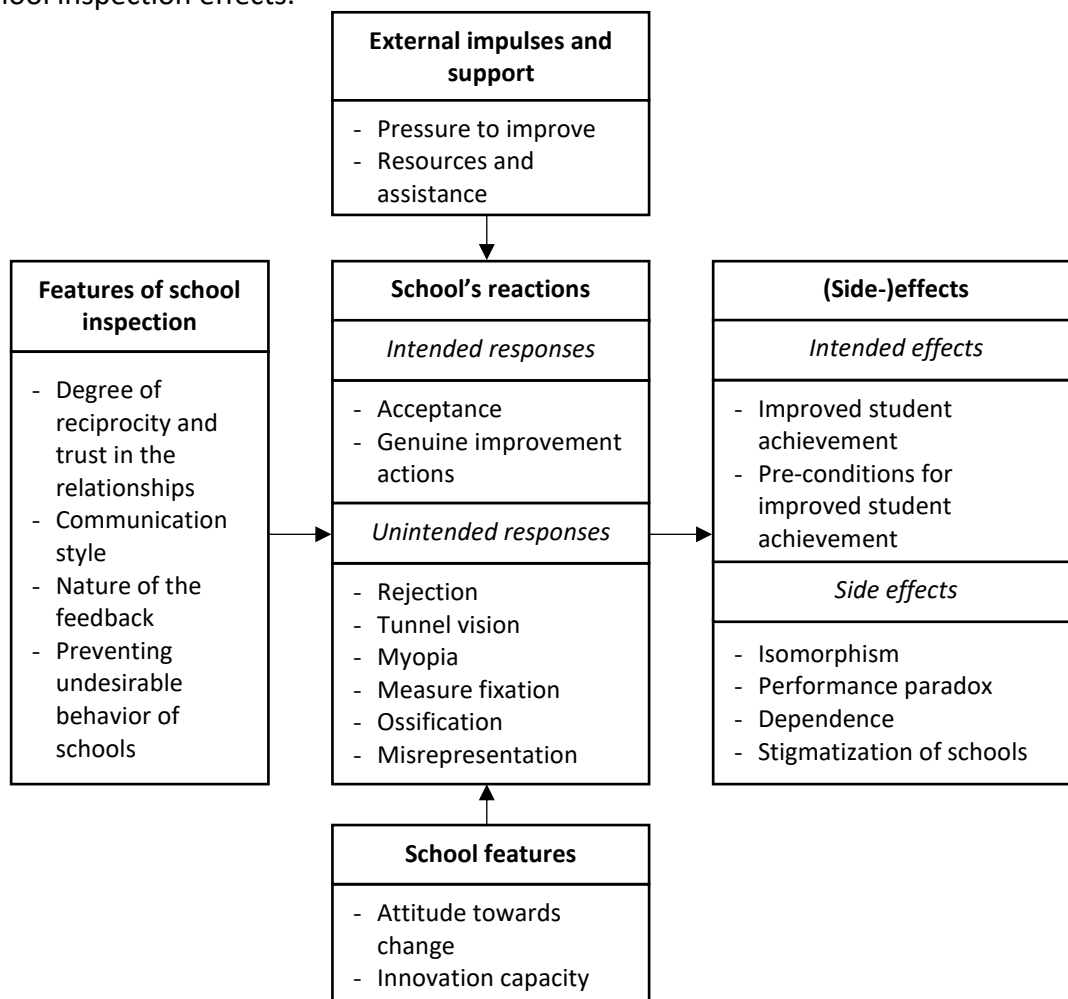 hool inspection effects.
External impulses and
support
- Pressure to improve
- Resources and
assistance
Features of school
inspection
- Degree of
reciprocity and
trust in the
relationships
- Communication
style
- Nature of the
feedback
- Preventing
undesirable
behavior of
schools
School’s reactions
Intended responses
- Acceptance
- Genuine improvement
actions
Unintended responses
- Rejection
- Tunnel vision
- Myopia
- Measure fixation
- Ossification
- Misrepresentation
(Side-)effects
Intended effects
- Improved student
achievement
- Pre-conditions for
improved student
achievement
Side effects
- Isomorphism
- Performance paradox
- Dependence
- Stigmatization of schools
School features
- Attitude towards
change
- Innovation capacity